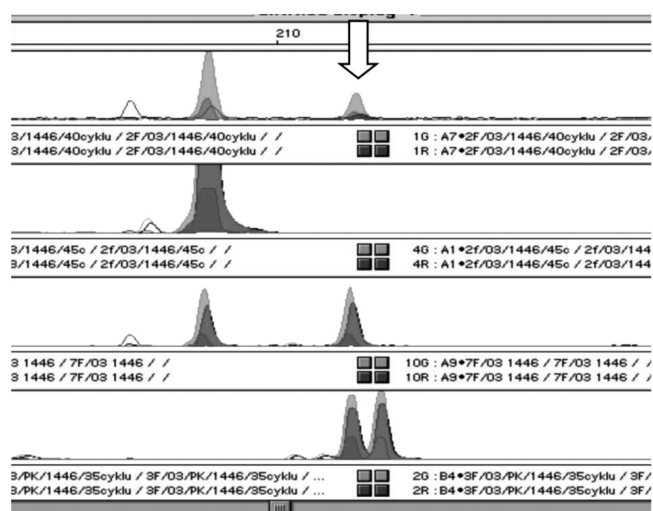 210
3/1446/40cyklu / 2F/03/1446/40cyklu / / 1G : A7•2F/03/1446/40cyklu / 2F/03/
3/1446/40cyklu / 2F/03/1446/40cyklu / / 1R : A7•2F/03/1446/40cyklu / 2F/03/
3/1446/45c / 2f/03/1446/45c / / 4G : A1•2f/03/1446/45c / 2f/03/144
3/1446/45c / 2f/03/1446/45c / / 4R : A1•2f/03/1446/45c / 2f/03/144
3 1446 / 7F/03 1446 / / 10G : A9•7F/03 1446 / 7F/03 1446 / /
3 1446 / 7F/03 1446 / / 10R : A9•7F/03 1446 / 7F/03 1446 / /
3/PK/1446/35cyklu / 3F/03/PK/1446/35cyklu / ... 2G : B4•3F/03/PK/1446/35cyklu / 3F/
3/PK/1446/35cyklu / 3F/03/PK/1446/35cyklu / ... 2R : B4•3F/03/PK/1446/35cyklu / 3F/